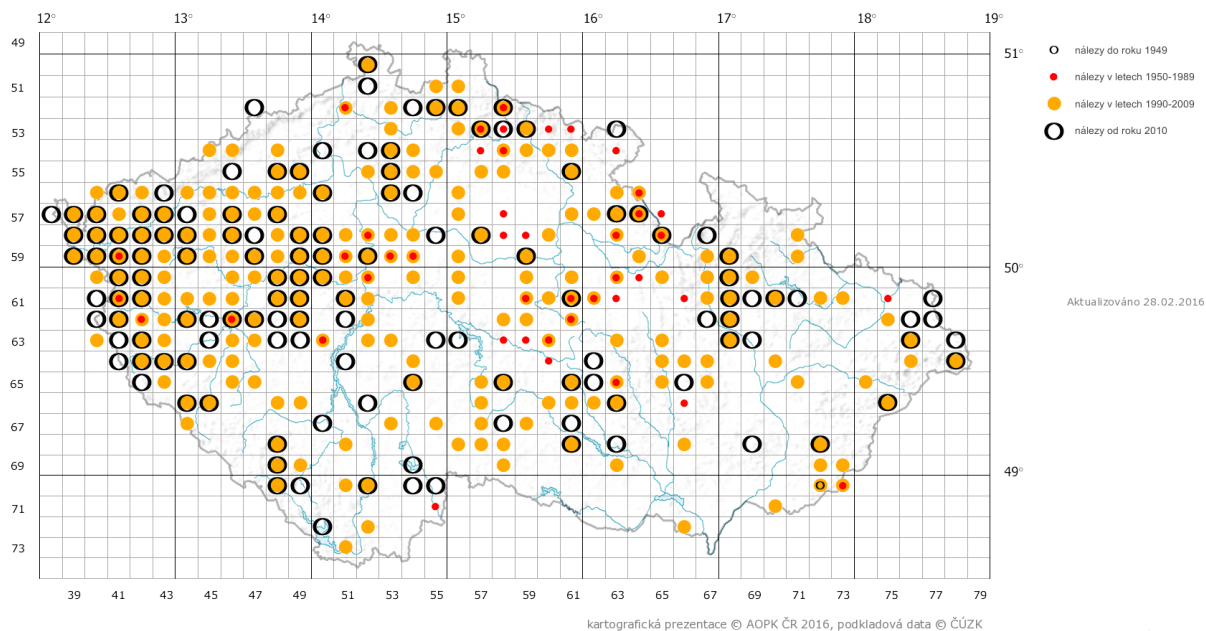 12° 13° 14° 15° 16° 17° 18° 19°
49 51°
51
53
55
57
59 50°
61
63
65
67
69 49°
71
73
39 41 43 45 47 49 51 53 55 57 59 61 63 65 67 69 71 73 75 77 79
nálezy do roku 1949
nálezy v letech 1950-1989
nálezy v letech 1990-2009
nálezy od roku 2010
Aktualizováno 28.02.2016
kartografická prezentace © AOPK ČR 2016, podkladová data © ČÚZK